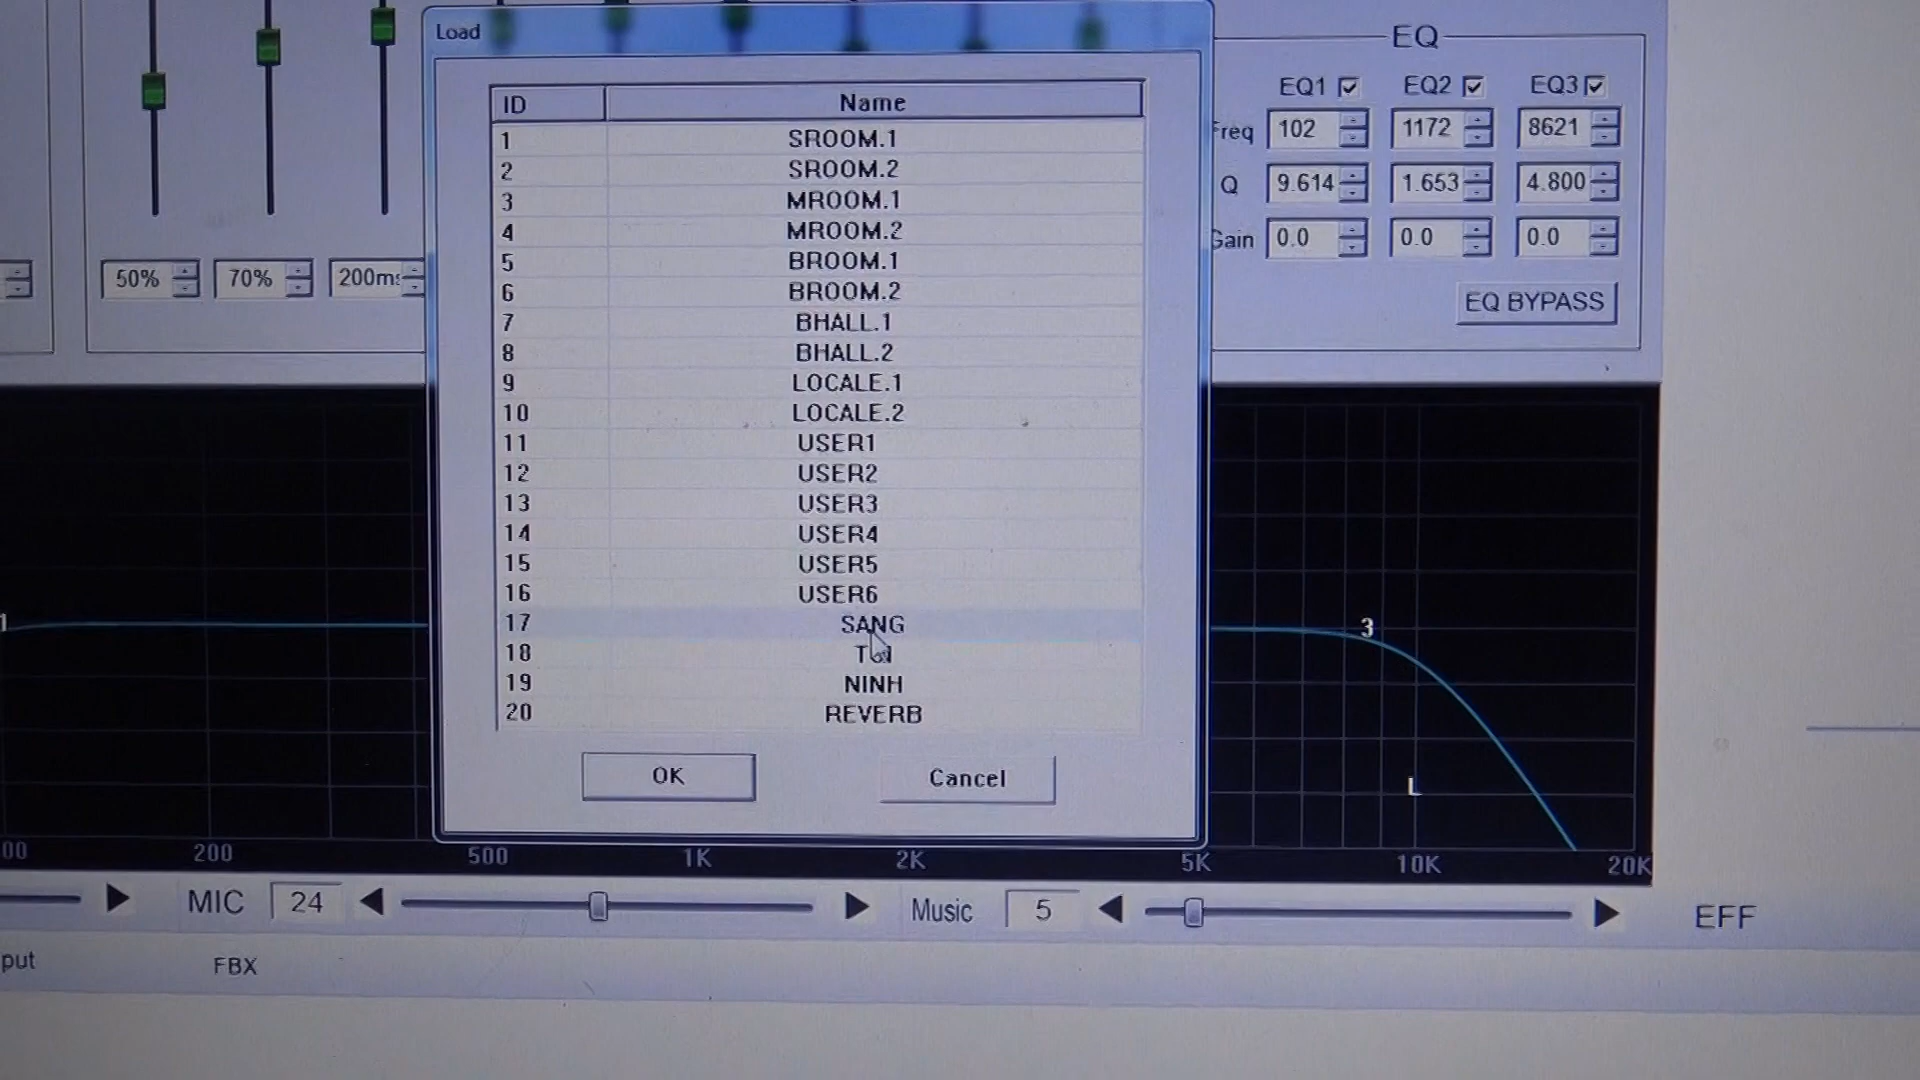 Load
EQ
EQ1 EQ2 EQ3
Freq 102 1172 8621
Q 9.614 1.653 4.800
Gain 0.0 0.0 0.0
EQ BYPASS
50% 70% 200ms
ID Name
1 SROOM.1
2 SROOM.2
3 MROOM.1
4 MROOM.2
5 BROOM.1
6 BROOM.2
7 BHALL.1
8 BHALL.2
9 LOCALE.1
10 LOCALE.2
11 USER1
12 USER2
13 USER3
14 USER4
15 USER5
16 USER6
17 SANG
18
19 NINH
20 REVERB
OK Cancel
1
3
L
00 200 500 1K 2K 5K 10K 20K
MIC 24 Music 5 EFF
put FBX